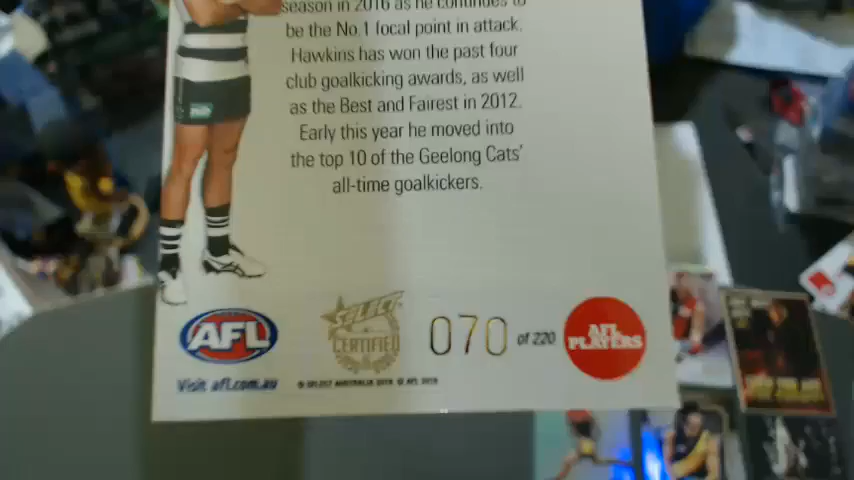 season in 2016 as he continues to
be the No.1 focal point in attack.
Hawkins has won the past four
club goalkicking awards, as well
as the Best and Fairest in 2012.
Early this year he moved into
the top 10 of the Geelong Cats'
all-time goalkickers.
AFL
SELECT
CERTIFIED
070 of 220
AFL
PLAYERS
Visit afl.com.au
© SELECT AUSTRALIA